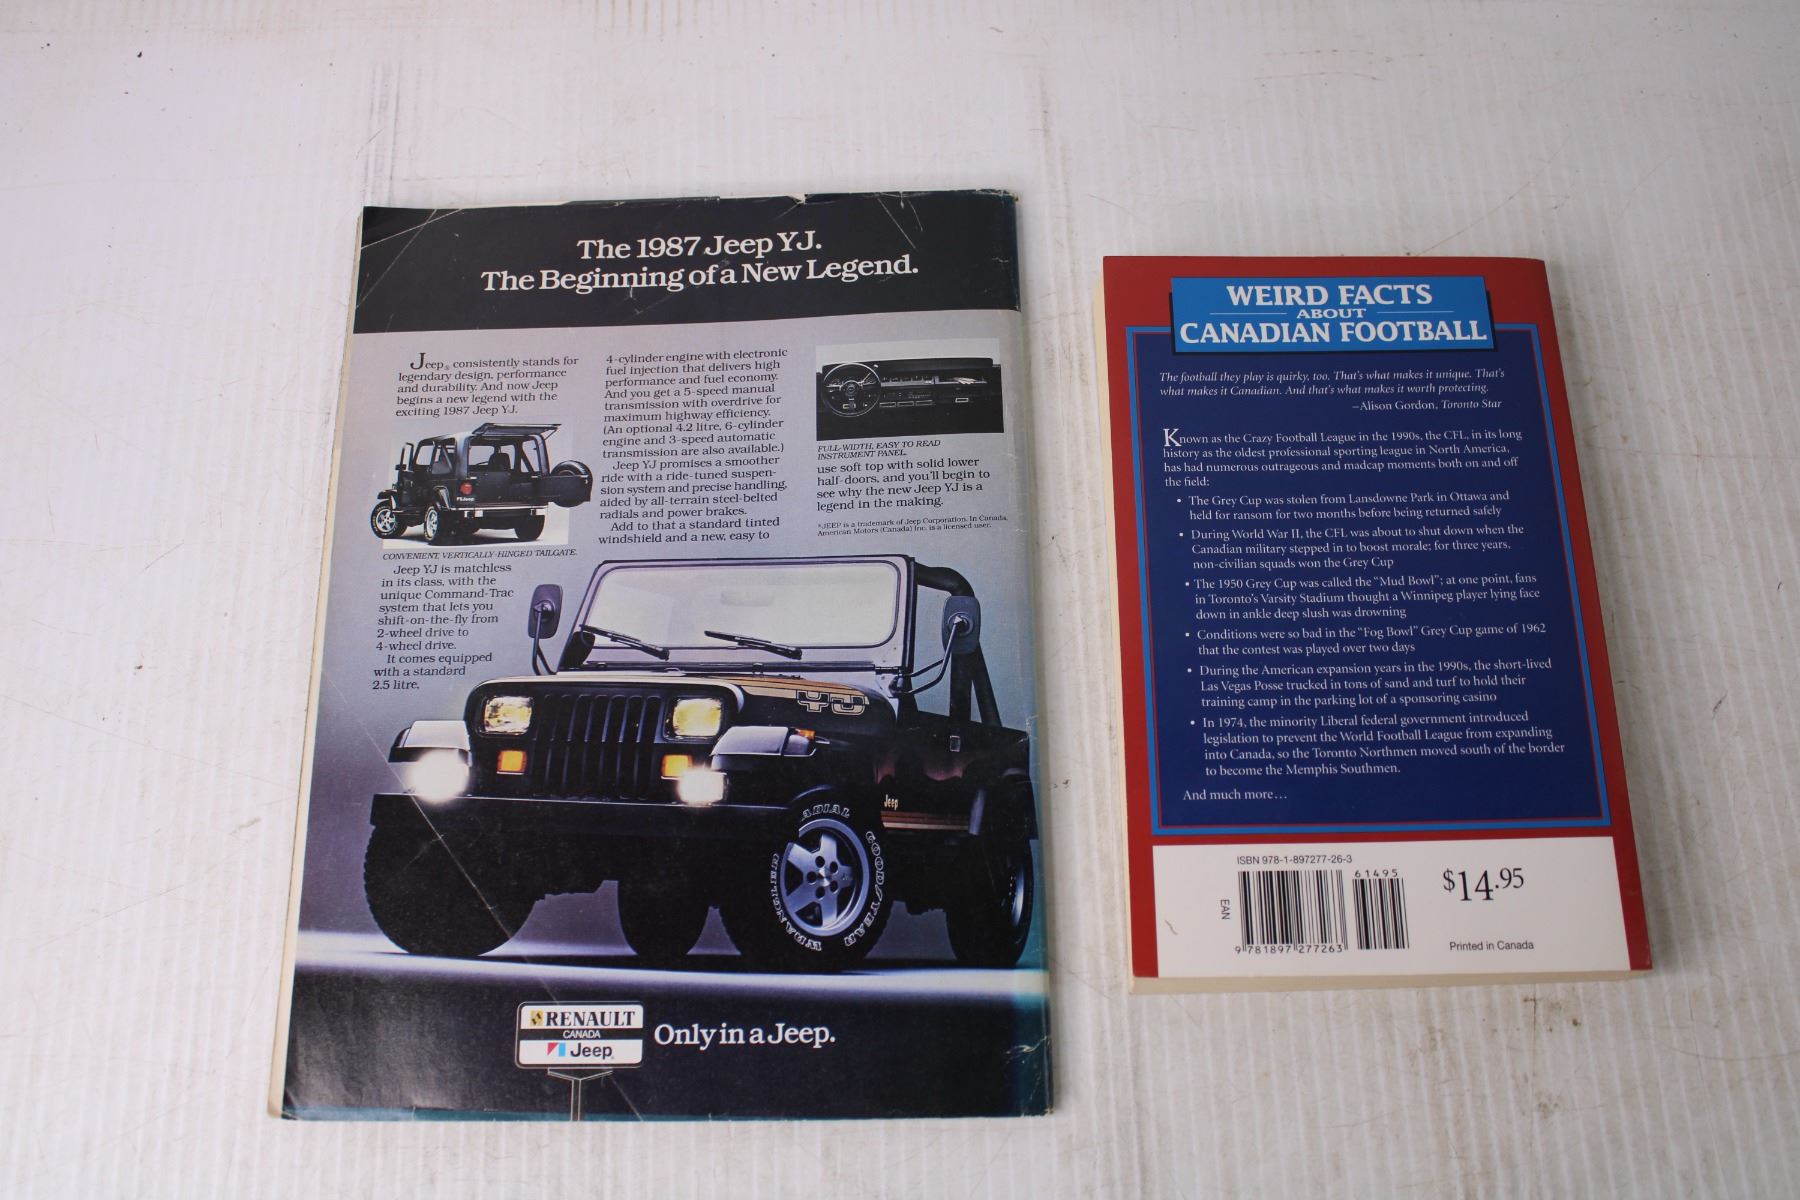 The 1987 Jeep YJ.
The Beginning of a New Legend.
Jeep® consistently stands for
legendary design, performance
and durability. And now Jeep
begins a new legend with the
exciting 1987 Jeep YJ.
Jeep
CONVENIENT, VERTICALLY-HINGED TAILGATE.
Jeep YJ is matchless
in its class, with the
unique Command-Trac
system that lets you
shift-on-the-fly from
2-wheel drive to
4-wheel drive.
It comes equipped
with a standard
2.5 litre,
4-cylinder engine with electronic
fuel injection that delivers high
performance and fuel economy.
And you get a 5-speed manual
transmission with overdrive for
maximum highway efficiency.
(An optional 4.2 litre, 6-cylinder
engine and 3-speed automatic
transmission are also available.)
Jeep YJ promises a smoother
ride with a ride-tuned suspen-
sion system and precise handling,
aided by all-terrain steel-belted
radials and power brakes.
Add to that a standard tinted
windshield and a new, easy to
FULL-WIDTH, EASY TO READ
INSTRUMENT PANEL.
use soft top with solid lower
half-doors, and you'll begin to
see why the new Jeep YJ is a
legend in the making.
*JEEP is a trademark of Jeep Corporation. In Canada,
American Motors (Canada) Inc. is a licensed user.
YJ
Jeep
RADIAL
GOODYEAR
WRANGLER
RENAULT
CANADA
Jeep®
Only in a Jeep.
WEIRD FACTS
ABOUT
CANADIAN FOOTBALL
The football they play is quirky, too. That's what makes it unique. That's
what makes it Canadian. And that's what makes it worth protecting.
–Alison Gordon, Toronto Star
Known as the Crazy Football League in the 1990s, the CFL, in its long
history as the oldest professional sporting league in North America,
has had numerous outrageous and madcap moments both on and off
the field:
• The Grey Cup was stolen from Lansdowne Park in Ottawa and
held for ransom for two months before being returned safely
• During World War II, the CFL was about to shut down when the
Canadian military stepped in to boost morale; for three years,
non-civilian squads won the Grey Cup
• The 1950 Grey Cup was called the "Mud Bowl"; at one point, fans
in Toronto's Varsity Stadium thought a Winnipeg player lying face
down in ankle deep slush was drowning
• Conditions were so bad in the "Fog Bowl" Grey Cup game of 1962
that the contest was played over two days
• During the American expansion years in the 1990s, the short-lived
Las Vegas Posse trucked in tons of sand and turf to hold their
training camp in the parking lot of a sponsoring casino
• In 1974, the minority Liberal federal government introduced
legislation to prevent the World Football League from expanding
into Canada, so the Toronto Northmen moved south of the border
to become the Memphis Southmen.
And much more…
ISBN 978-1-897277-26-3
61495
EAN
9 781897 277263
$14.95
Printed in Canada